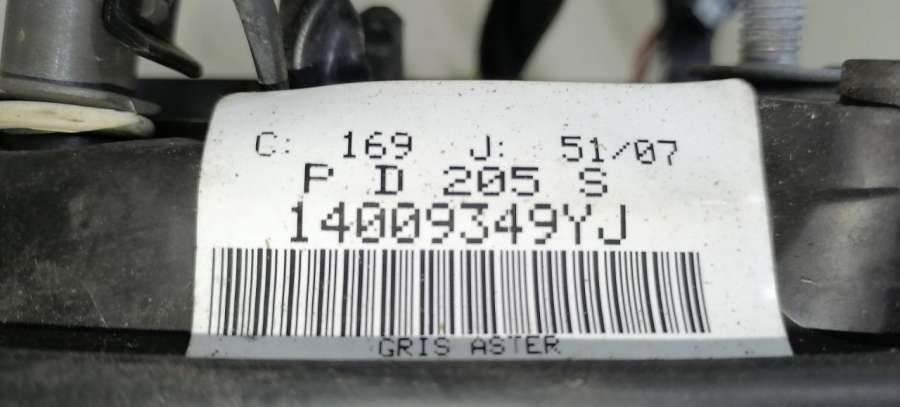 C: 169 J: 51/07
P D 205 S
14009349YJ
GRIS ASTER